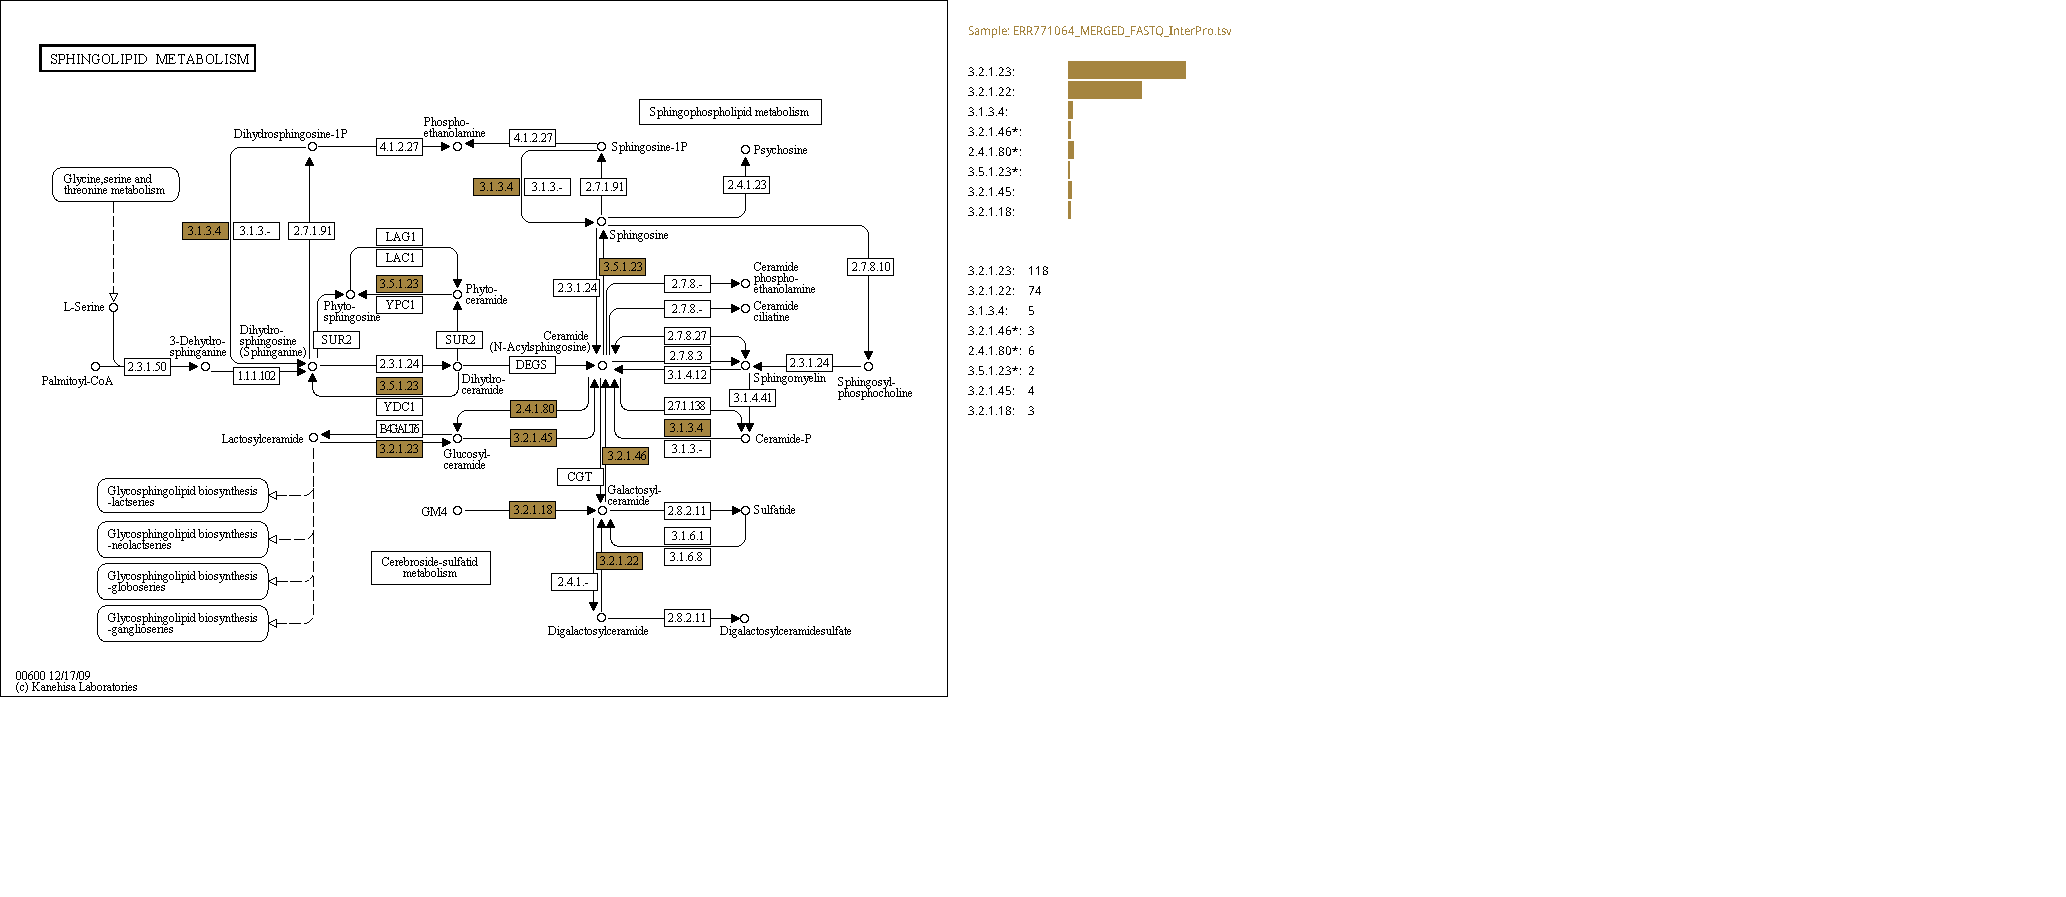 SPHINGOLIPID METABOLISM
Sphingophospholipid metabolism
Dihydrosphingosine-1P
4.1.2.27
Phospho-
ethanolamine
4.1.2.27
Sphingosine-1P
Psychosine
Glycine,serine and
threonine metabolism
3.1.3.4
3.1.3.-
2.7.1.91
2.4.1.23
3.1.3.4
3.1.3.-
2.7.1.91
Sphingosine
LAG1
LAC1
3.5.1.23
YPC1
Phyto-
sphingosine
Phyto-
ceramide
3.5.1.23
2.3.1.24
2.7.8.10
2.7.8.-
Ceramide
phospho-
ethanolamine
2.7.8.-
Ceramide
ciliatine
L-Serine
SUR2
SUR2
3-Dehydro-
sphinganine
Dihydro-
sphingosine
(Sphinganine)
Ceramide
(N-Acylsphingosine)
2.7.8.27
2.7.8.3
3.1.4.12
Palmitoyl-CoA
2.3.1.50
1.1.1.102
2.3.1.24
3.5.1.23
YDC1
Dihydro-
ceramide
DEGS
Sphingomyelin
2.3.1.24
Sphingosyl-
phosphocholine
3.1.4.41
2.4.1.80
2.7.1.138
3.1.3.4
3.1.3.-
Ceramide-P
Lactosylceramide
B4GALT6
3.2.1.23
Glucosyl-
ceramide
3.2.1.45
3.2.1.46
CGT
Galactosyl-
ceramide
Glycosphingolipid biosynthesis
-lactseries
GM4
3.2.1.18
2.8.2.11
Sulfatide
3.1.6.1
3.1.6.8
Glycosphingolipid biosynthesis
-neolactseries
Cerebroside-sulfatid
metabolism
3.2.1.22
2.4.1.-
Glycosphingolipid biosynthesis
-globoseries
Glycosphingolipid biosynthesis
-ganglioseries
Digalactosylceramide
2.8.2.11
Digalactosylceramidesulfate
00600 12/17/09
(c) Kanehisa Laboratories
Sample: ERR771064_MERGED_FASTQ_InterPro.tsv
3.2.1.23:
3.2.1.22:
3.1.3.4:
3.2.1.46*:
2.4.1.80*:
3.5.1.23*:
3.2.1.45:
3.2.1.18:
3.2.1.23: 118
3.2.1.22: 74
3.1.3.4: 5
3.2.1.46*: 3
2.4.1.80*: 6
3.5.1.23*: 2
3.2.1.45: 4
3.2.1.18: 3